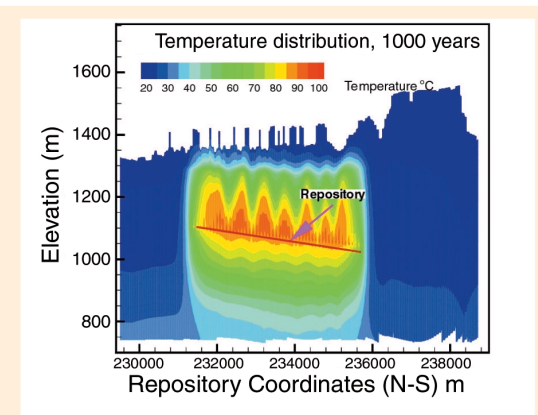 Temperature distribution, 1000 years
20 30 40 50 60 70 80 90 100
Temperature °C
1600
1400
1200
1000
800
Elevation (m)
Repository
230000 232000 234000 236000 238000
Repository Coordinates (N-S) m